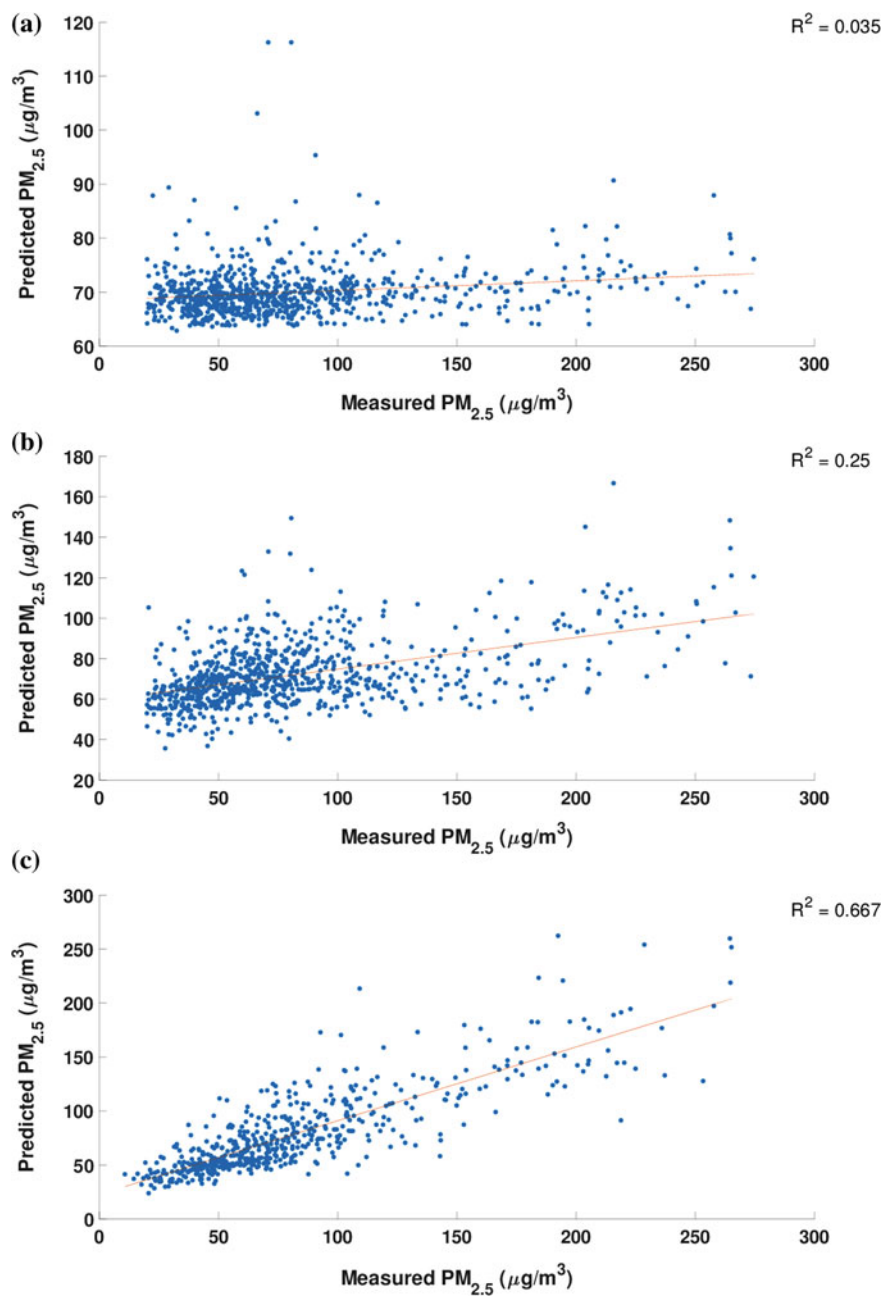 (a)
R² = 0.035
120
110
100
90
80
70
60
Predicted PM₂.₅ (μg/m³)
0 50 100 150 200 250 300
Measured PM₂.₅ (μg/m³)
(b)
R² = 0.25
180
160
140
120
100
80
60
40
20
Predicted PM₂.₅ (μg/m³)
0 50 100 150 200 250 300
Measured PM₂.₅ (μg/m³)
(c)
R² = 0.667
300
250
200
150
100
50
0
Predicted PM₂.₅ (μg/m³)
0 50 100 150 200 250 300
Measured PM₂.₅ (μg/m³)